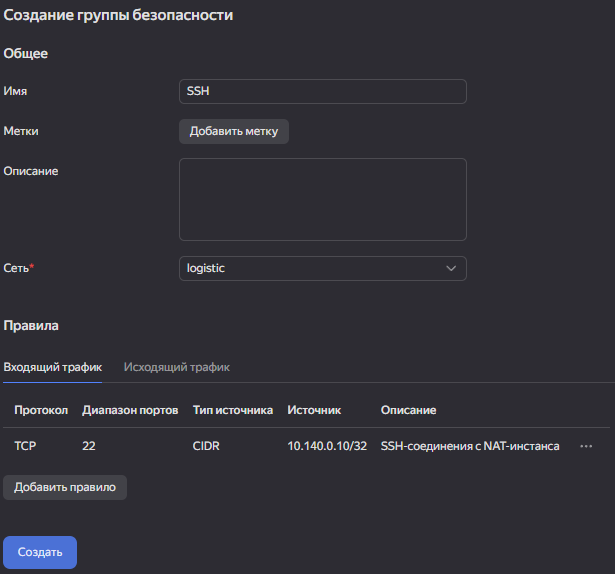 Создание группы безопасности
Общее
Имя SSH
Метки Добавить метку
Описание
Сеть* logistic
Правила
Входящий трафик Исходящий трафик
Протокол Диапазон портов Тип источника Источник Описание
TCP 22 CIDR 10.140.0.10/32 SSH-соединения с NAT-инстанса ...
Добавить правило
Создать